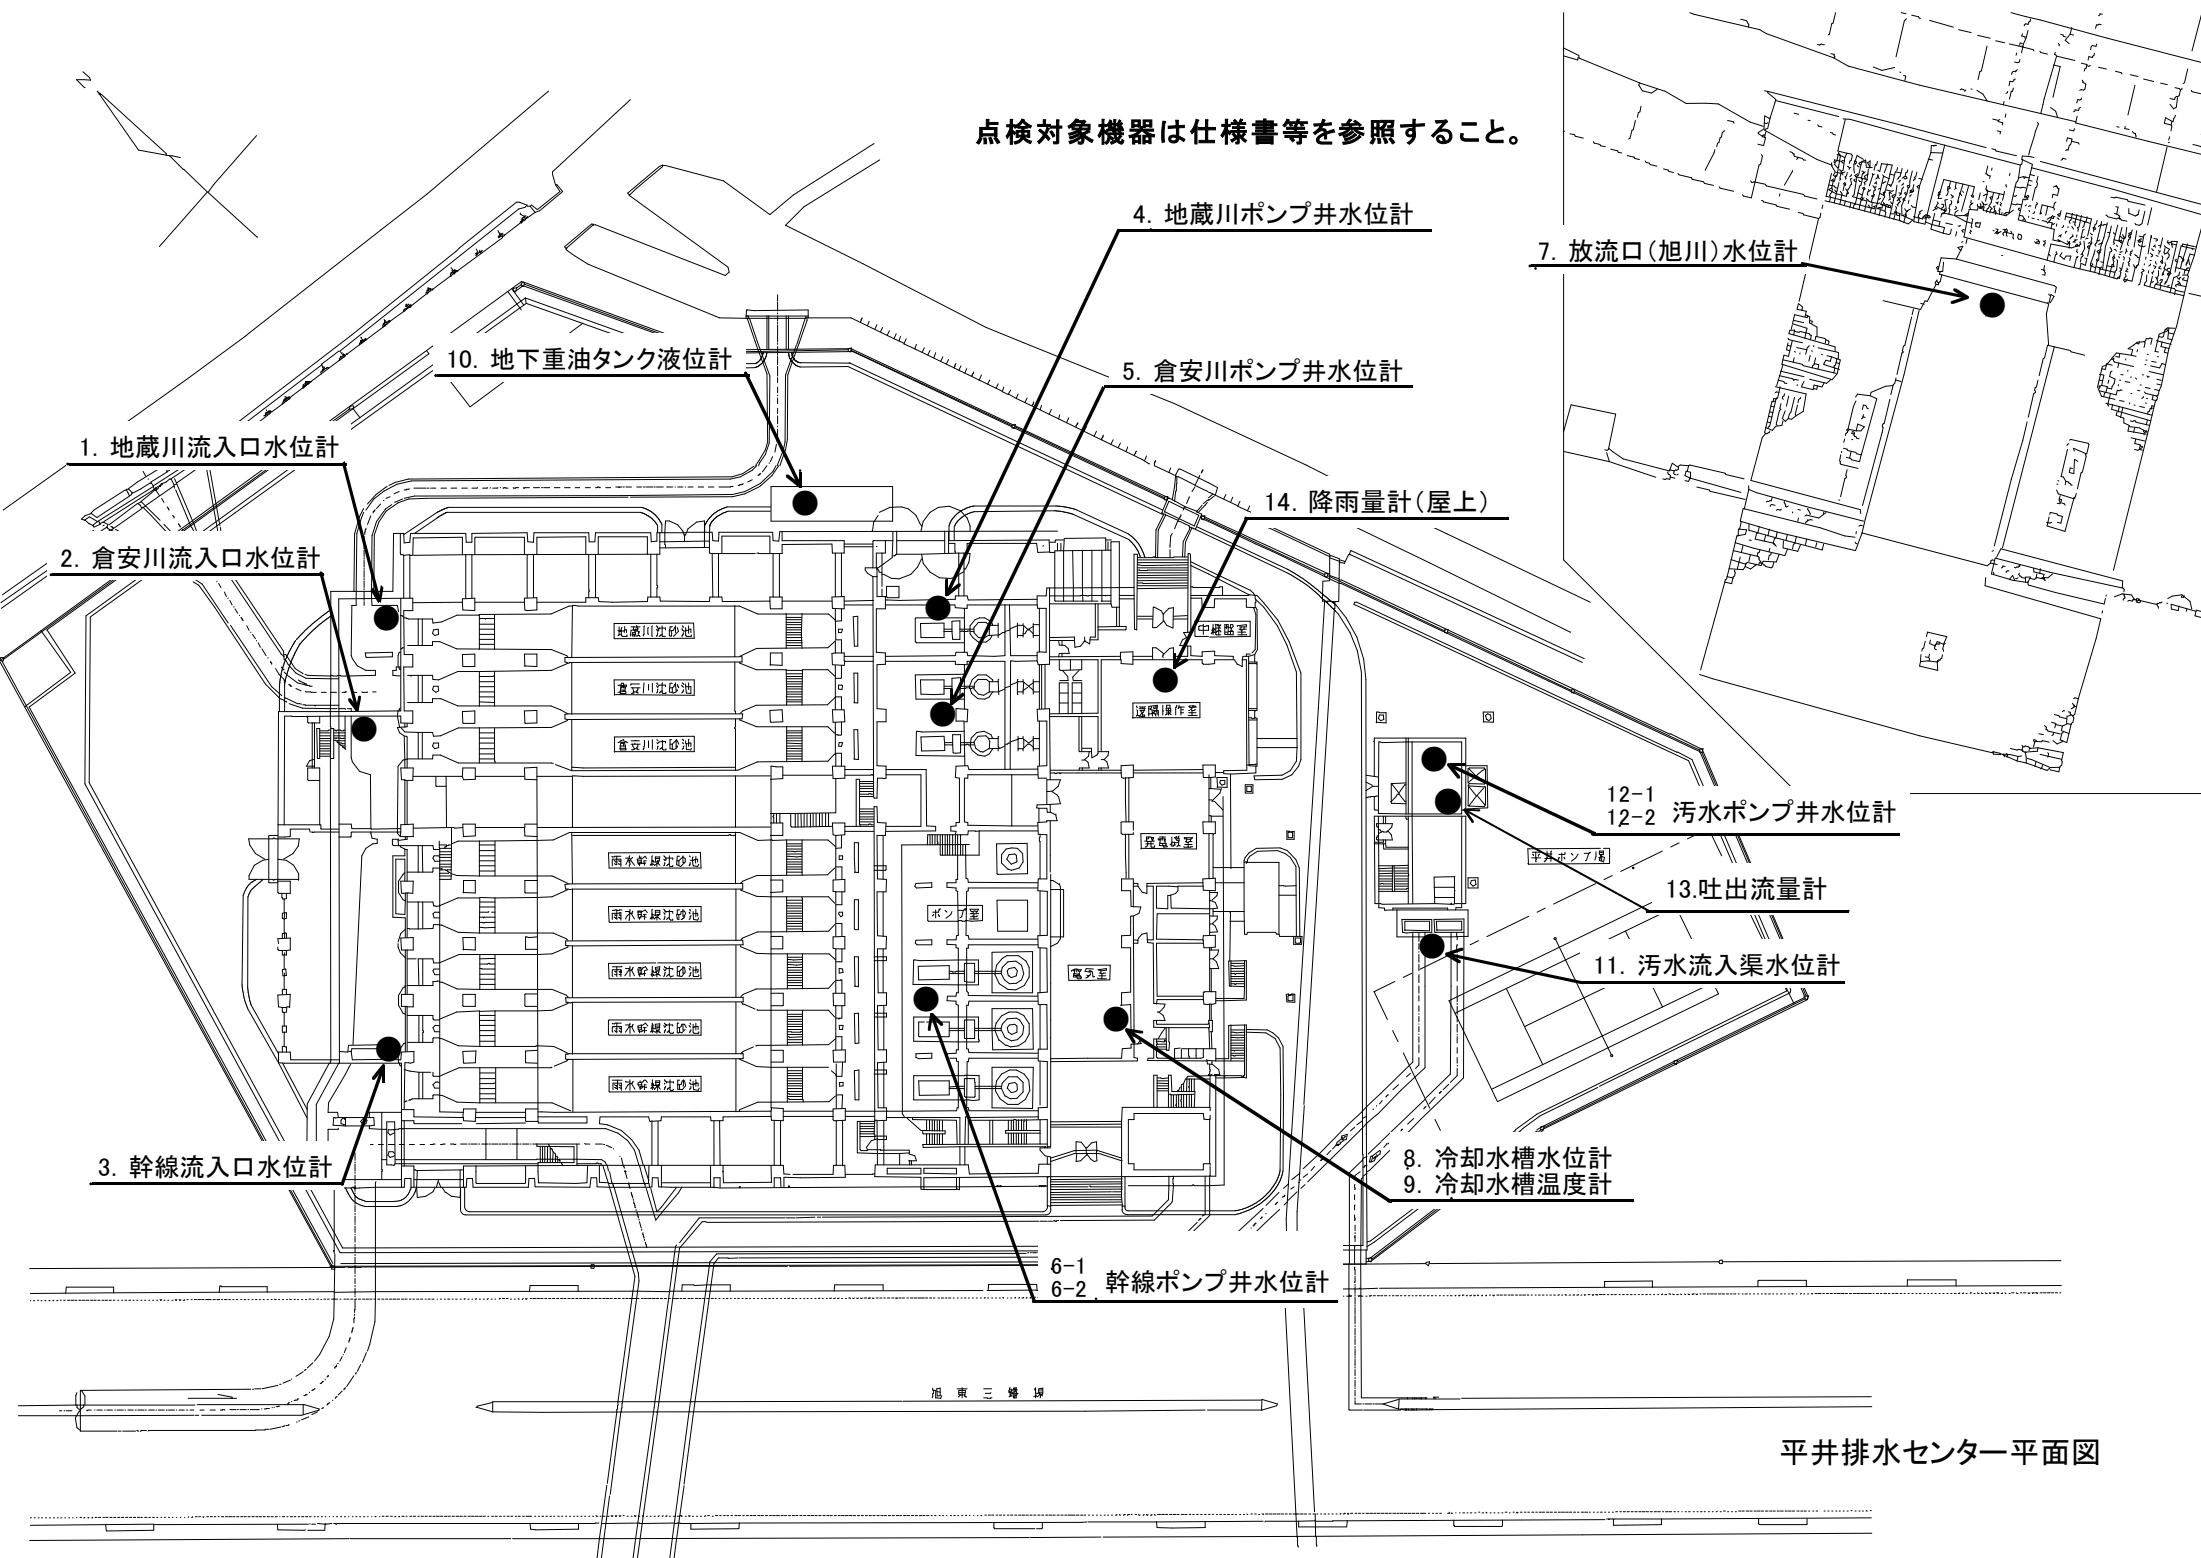 N
点検対象機器は仕様書等を参照すること。
4. 地蔵川ポンプ井水位計
7. 放流口(旭川)水位計
10. 地下重油タンク液位計
5. 倉安川ポンプ井水位計
1. 地蔵川流入口水位計
14. 降雨量計(屋上)
2. 倉安川流入口水位計
地蔵川沈砂池
中継器室
倉安川沈砂池
遠隔操作室
倉安川沈砂池
12-1
12-2 汚水ポンプ井水位計
発電機室
平井ポンプ場
雨水幹線沈砂池
13.吐出流量計
雨水幹線沈砂池
ポンプ室
11. 汚水流入渠水位計
雨水幹線沈砂池
電気室
雨水幹線沈砂池
雨水幹線沈砂池
3. 幹線流入口水位計
8. 冷却水槽水位計
9. 冷却水槽温度計
6-1
6-2. 幹線ポンプ井水位計
旭東三幡線
平井排水センター平面図